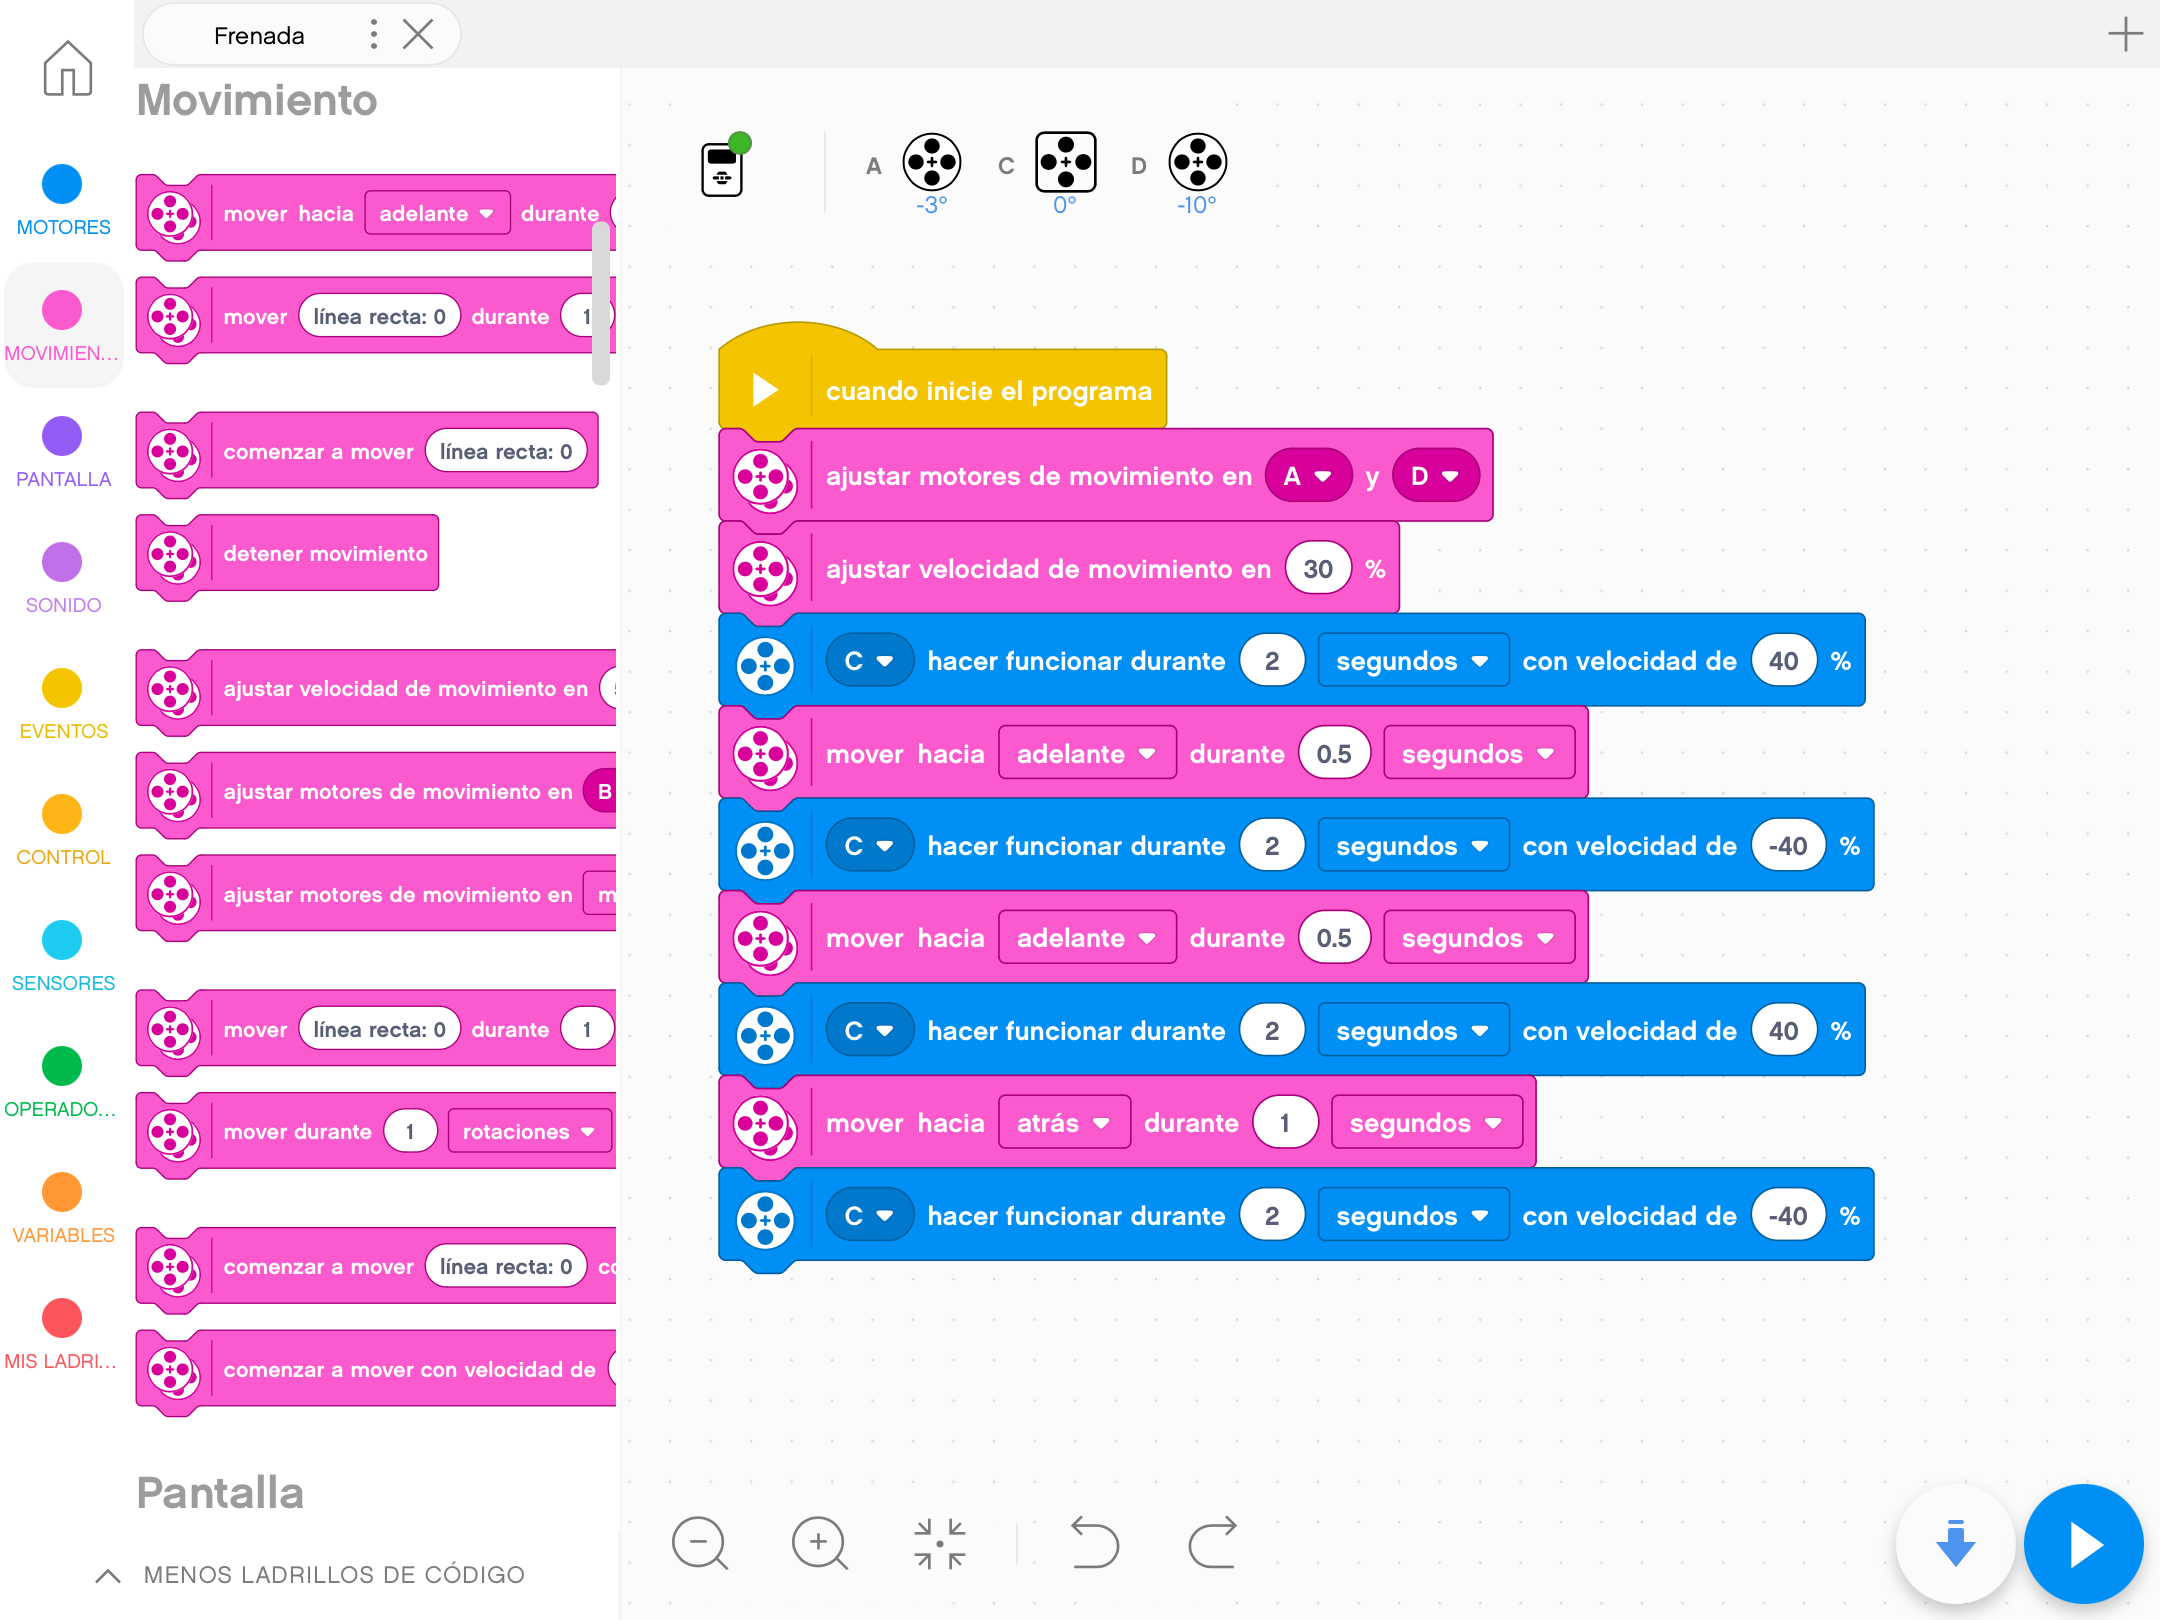 Frenada
Movimiento
MOTORES
MOVIMIEN...
PANTALLA
SONIDO
EVENTOS
CONTROL
SENSORES
OPERADO...
VARIABLES
MIS LADRI...
mover hacia adelante durante
mover línea recta: 0 durante 1
comenzar a mover línea recta: 0
detener movimiento
ajustar velocidad de movimiento en
ajustar motores de movimiento en B
ajustar motores de movimiento en m
mover línea recta: 0 durante 1
mover durante 1 rotaciones
comenzar a mover línea recta: 0 co
comenzar a mover con velocidad de
Pantalla
MENOS LADRILLOS DE CÓDIGO
A C D
-3° 0° -10°
cuando inicie el programa
ajustar motores de movimiento en A y D
ajustar velocidad de movimiento en 30 %
C hacer funcionar durante 2 segundos con velocidad de 40 %
mover hacia adelante durante 0.5 segundos
C hacer funcionar durante 2 segundos con velocidad de -40 %
mover hacia adelante durante 0.5 segundos
C hacer funcionar durante 2 segundos con velocidad de 40 %
mover hacia atrás durante 1 segundos
C hacer funcionar durante 2 segundos con velocidad de -40 %